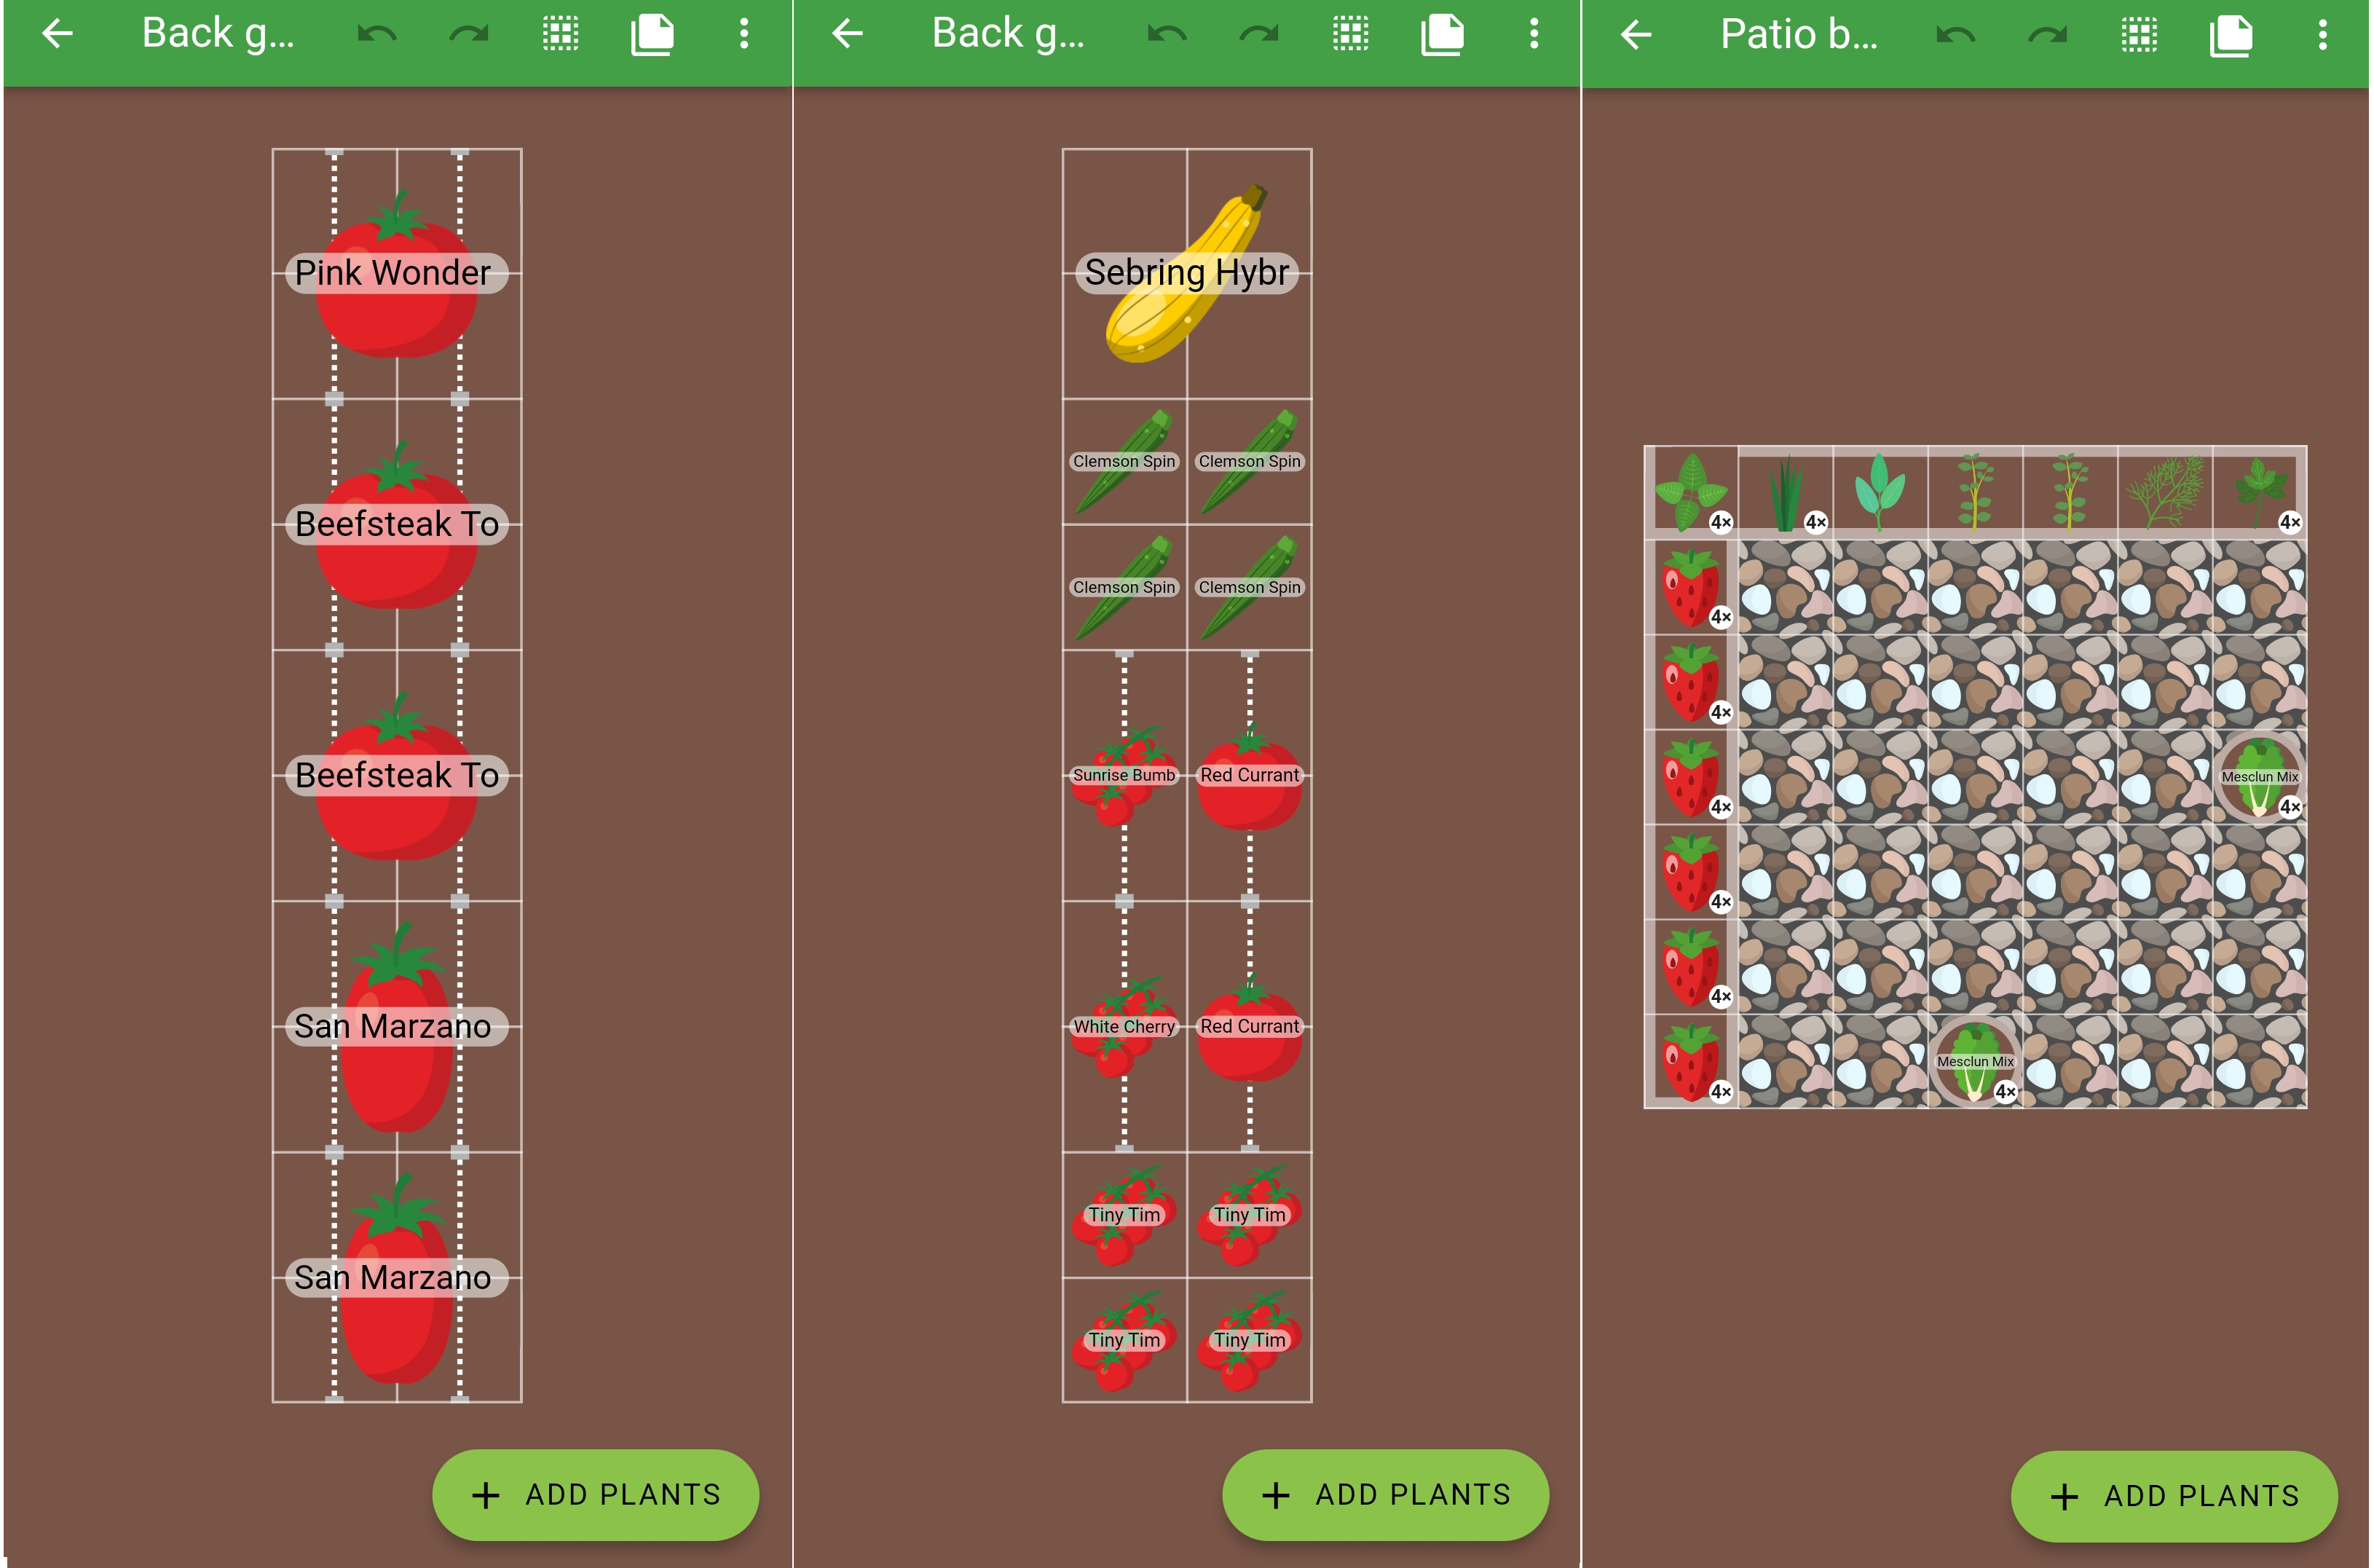 Back g...
Pink Wonder
Beefsteak To
Beefsteak To
San Marzano
San Marzano
+ ADD PLANTS
Back g...
Sebring Hybr
Clemson Spin
Clemson Spin
Clemson Spin
Clemson Spin
Sunrise Bumb
Red Currant
White Cherry
Red Currant
Tiny Tim
Tiny Tim
Tiny Tim
Tiny Tim
+ ADD PLANTS
Patio b...
4×
4×
4×
4×
4×
4×
Mesclun Mix
4×
4×
4×
Mesclun Mix
4×
4×
+ ADD PLANTS